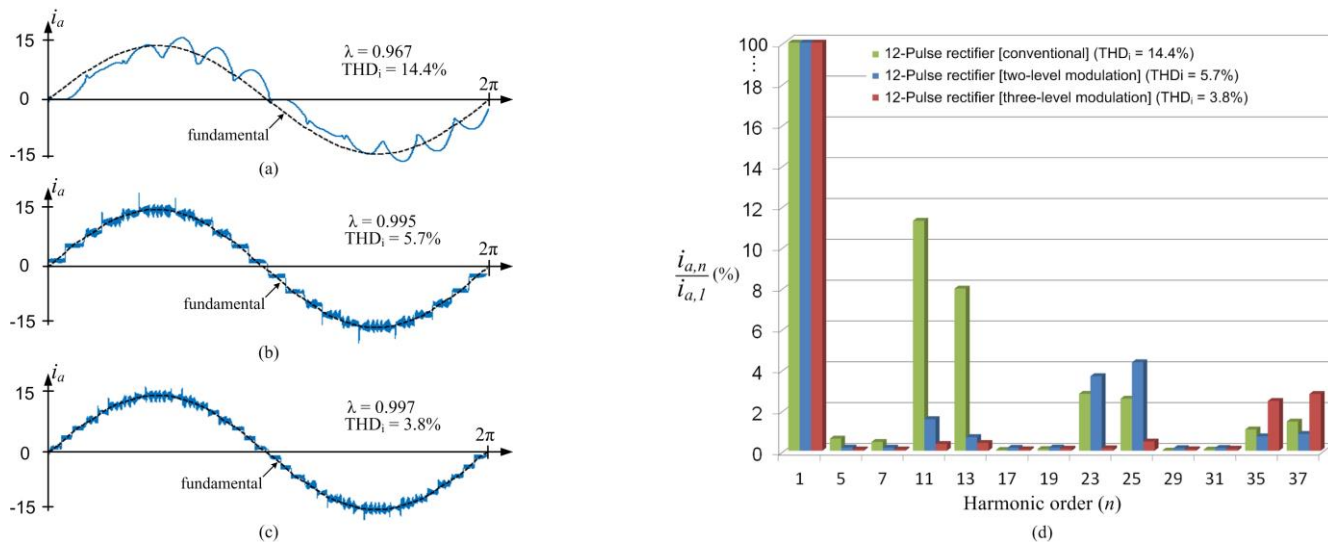 i_a
15
0
-15
λ = 0.967
THD_i = 14.4%
2π
fundamental
(a)
i_a
15
0
-15
λ = 0.995
THD_i = 5.7%
2π
fundamental
(b)
i_a
15
0
-15
λ = 0.997
THD_i = 3.8%
2π
fundamental
(c)
12-Pulse rectifier [conventional] (THD_i = 14.4%)
12-Pulse rectifier [two-level modulation] (THDi = 5.7%)
12-Pulse rectifier [three-level modulation] (THD_i = 3.8%)
i_a,n
i_a,1
(%)
100
18
16
14
12
10
8
6
4
2
0
1 5 7 11 13 17 19 23 25 29 31 35 37
Harmonic order (n)
(d)